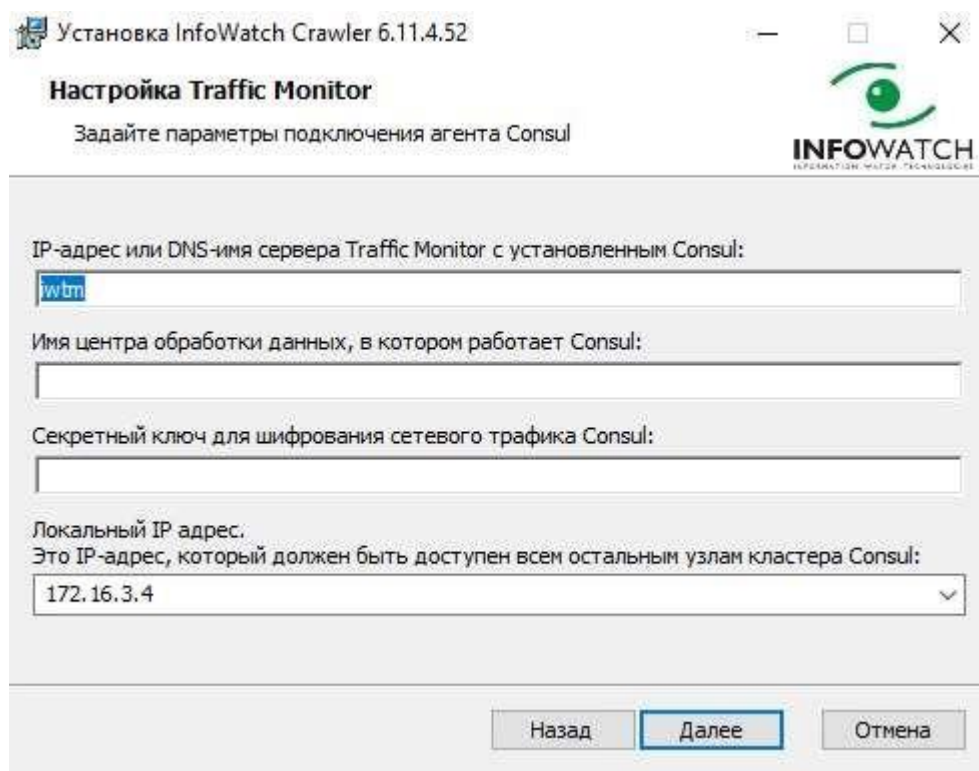 Установка InfoWatch Crawler 6.11.4.52
Настройка Traffic Monitor
Задайте параметры подключения агента Consul
INFOWATCH
IP-адрес или DNS-имя сервера Traffic Monitor с установленным Consul:
iwtm
Имя центра обработки данных, в котором работает Consul:
Секретный ключ для шифрования сетевого трафика Consul:
Локальный IP адрес.
Это IP-адрес, который должен быть доступен всем остальным узлам кластера Consul:
172.16.3.4
Назад
Далее
Отмена